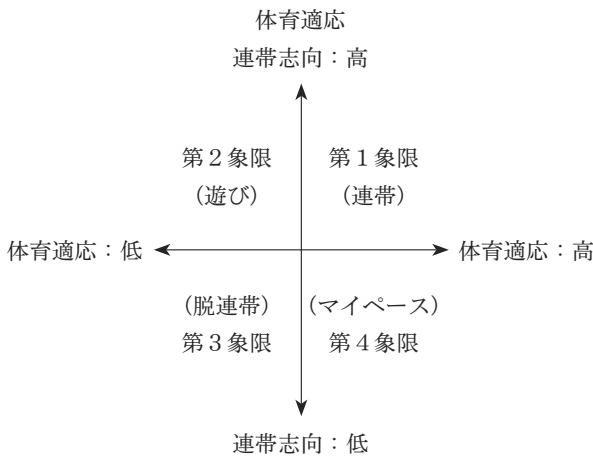 体育適応
連帯志向：高
第２象限
（遊び）
第１象限
（連帯）
体育適応：低
体育適応：高
（脱連帯）
第３象限
（マイペース）
第４象限
連帯志向：低